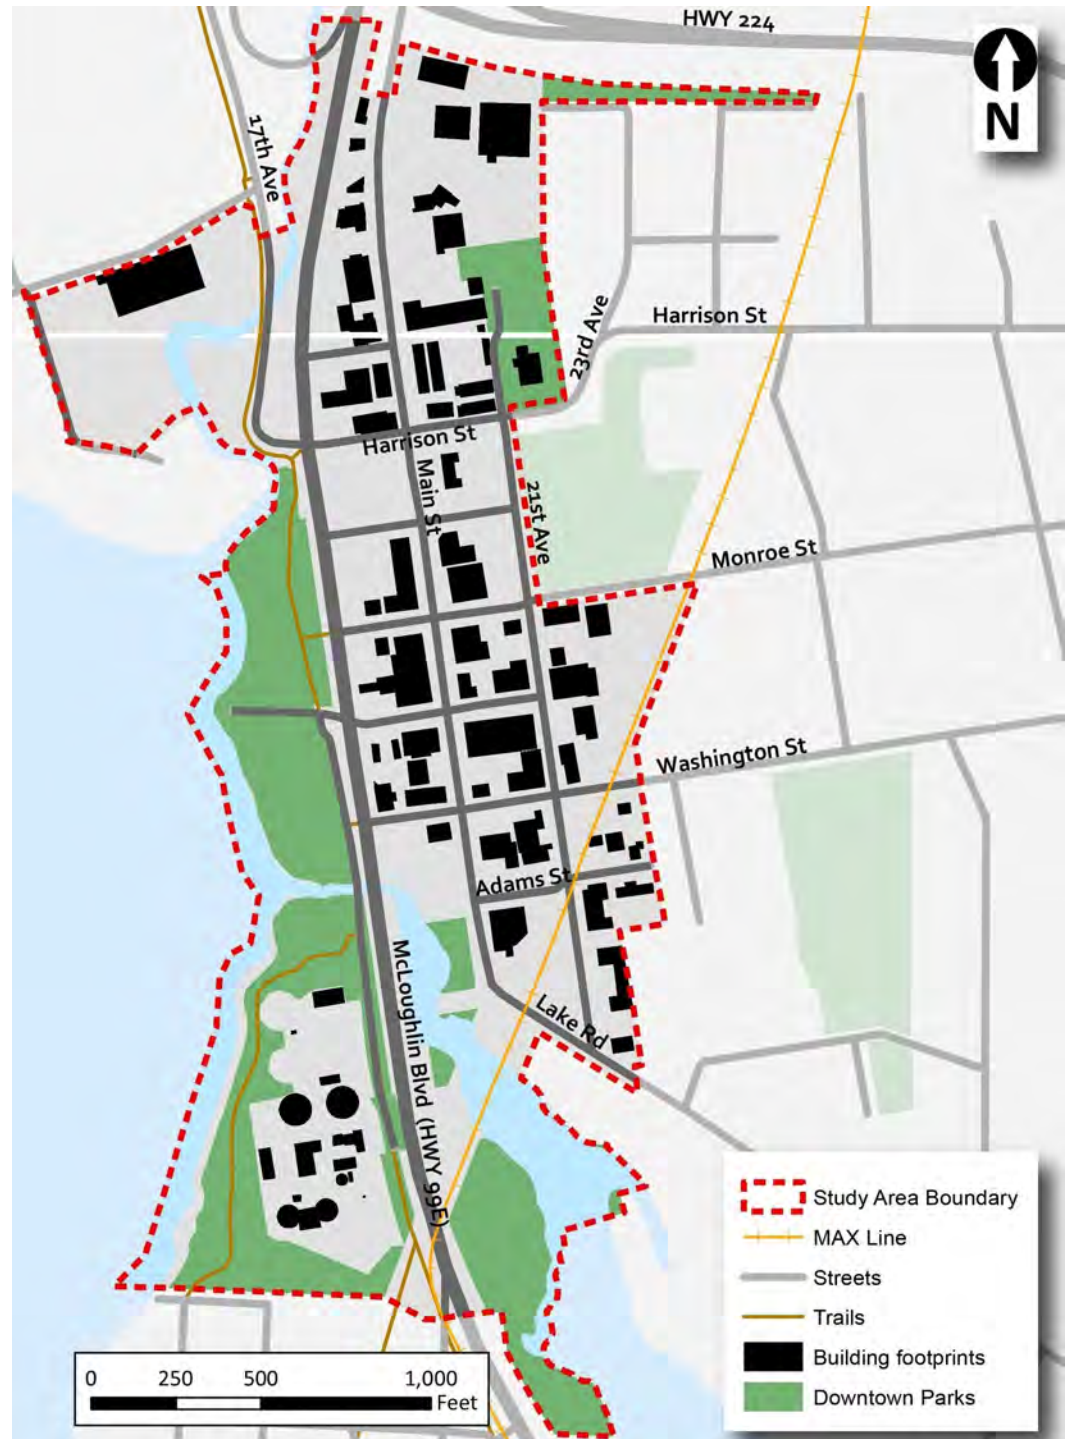 HWY 224
N
17th Ave
23rd Ave
Harrison St
Harrison St
Main St
21st Ave
Monroe St
Washington St
Adams St
McLoughlin Blvd (HWY 99E)
Lake Rd
Study Area Boundary
MAX Line
Streets
Trails
Building footprints
Downtown Parks
0 250 500 1,000
Feet